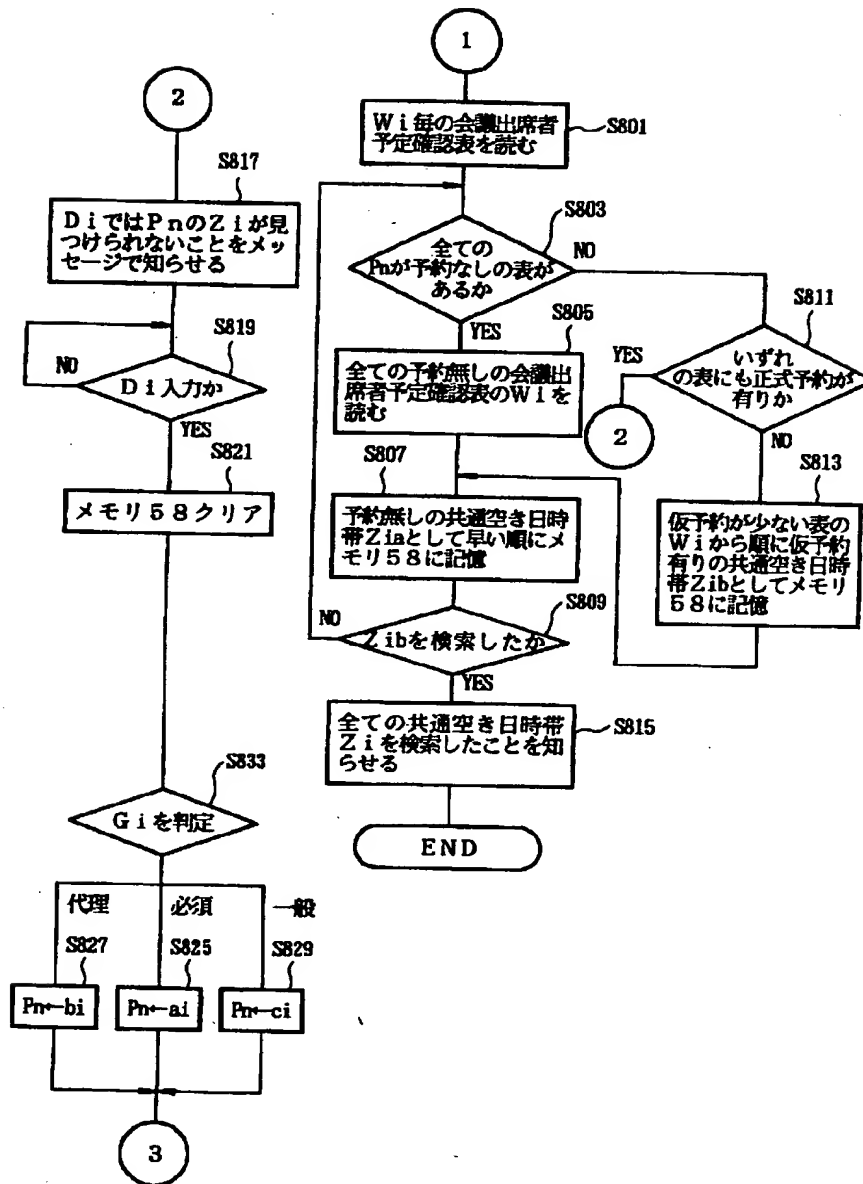 1
Wi毎の会議出席者
予定確認表を読む
S801
S803
全ての
Pnが予約なしの表が
あるか
NO
YES
S805
全ての予約無しの会議出
席者予定確認表のWiを
読む
S811
いずれ
の表にも正式予約が
有りか
YES
2
NO
S813
仮予約が少ない表の
Wiから順に仮予約
有りの共通空き日時
帯Zibとしてメモリ
58に記憶
S807
予約無しの共通空き日時
帯Ziaとして早い順にメ
モリ58に記憶
S809
Zibを検索したか
NO
YES
全ての共通空き日時帯
Ziを検索したことを知
らせる
S815
END
2
S817
DiではPnのZiが見
つけられないことをメッ
セージで知らせる
S819
Di入力か
NO
YES
S821
メモリ58クリア
S833
Giを判定
代理
必須
一般
S827
S825
S829
Pn←bi
Pn←ai
Pn←ci
3